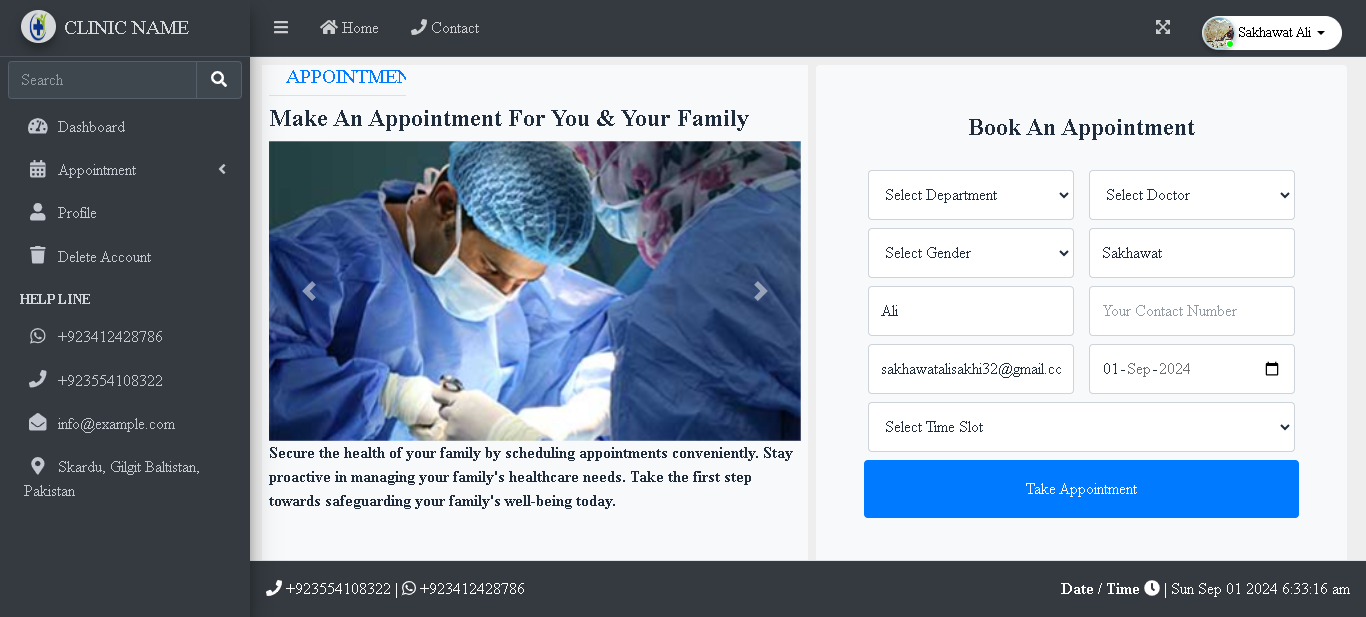 CLINIC NAME
Home
Contact
Sakhawat Ali
Search
Dashboard
Appointment
Profile
Delete Account
HELP LINE
+923412428786
+923554108322
info@example.com
Skardu, Gilgit Baltistan,
Pakistan
APPOINTMEN
Make An Appointment For You & Your Family
Secure the health of your family by scheduling appointments conveniently. Stay
proactive in managing your family's healthcare needs. Take the first step
towards safeguarding your family's well-being today.
Book An Appointment
Select Department
Select Doctor
Select Gender
Sakhawat
Ali
Your Contact Number
sakhawatalisakhi32@gmail.cc
01-Sep-2024
Select Time Slot
Take Appointment
+923554108322 | +923412428786
Date / Time | Sun Sep 01 2024 6:33:16 am